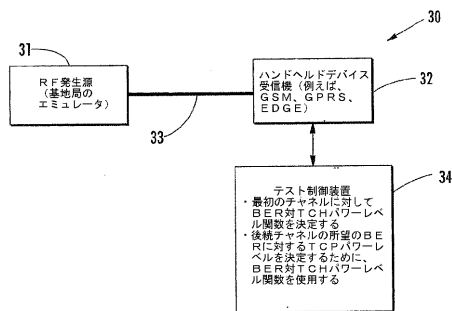 30
31
RF発生源
(基地局の
エミュレータ)
33
ハンドヘルドデバイス
受信機(例えば、
GSM、GPRS、
EDGE)
32
テスト制御装置
・最初のチャネルに対して
BER対TCHパワーレベ
ル関数を決定する
・後続チャネルの所望のBE
Rに対するTCPパワーレ
ベルを決定するために、
BER対TCHパワーレベ
ル関数を使用する
34